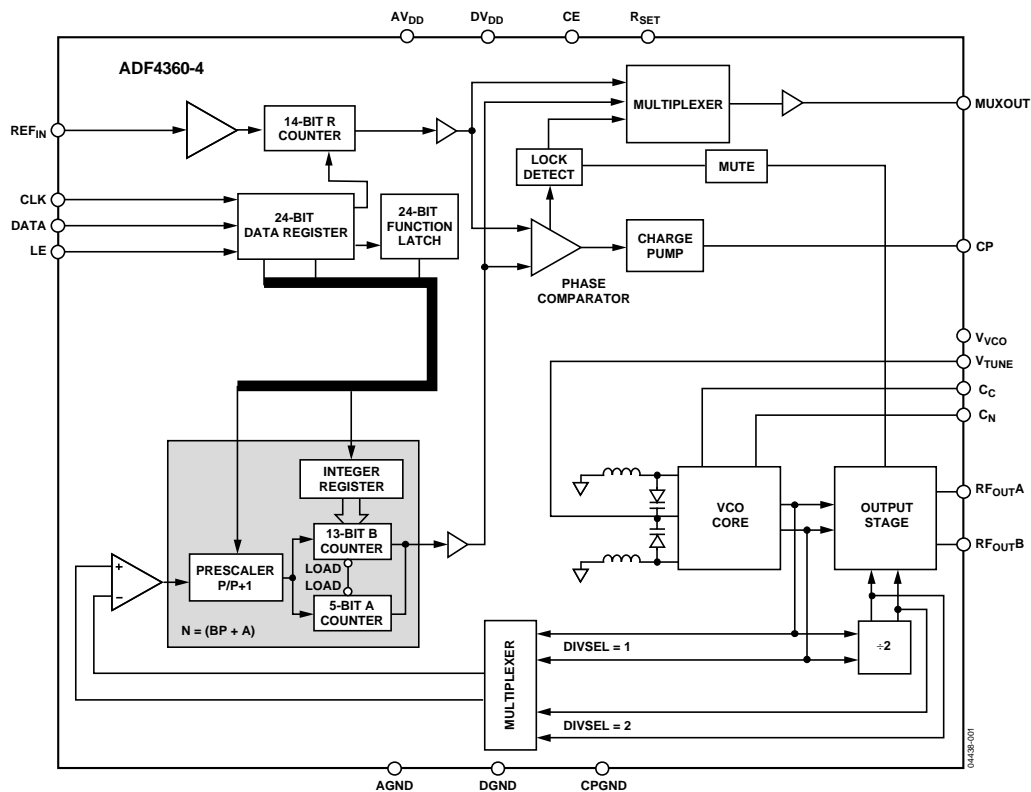 AVDD
DVDD
CE
RSET
ADF4360-4
REFIN
14-BIT R
COUNTER
MULTIPLEXER
MUXOUT
LOCK
DETECT
MUTE
CLK
DATA
LE
24-BIT
DATA REGISTER
24-BIT
FUNCTION
LATCH
CHARGE
PUMP
CP
PHASE
COMPARATOR
VVCO
VTUNE
CC
CN
INTEGER
REGISTER
13-BIT B
COUNTER
LOAD
LOAD
PRESCALER
P/P+1
5-BIT A
COUNTER
N = (BP + A)
+
−
VCO
CORE
OUTPUT
STAGE
RFOUTA
RFOUTB
MULTIPLEXER
DIVSEL = 1
DIVSEL = 2
÷2
04438-001
AGND
DGND
CPGND